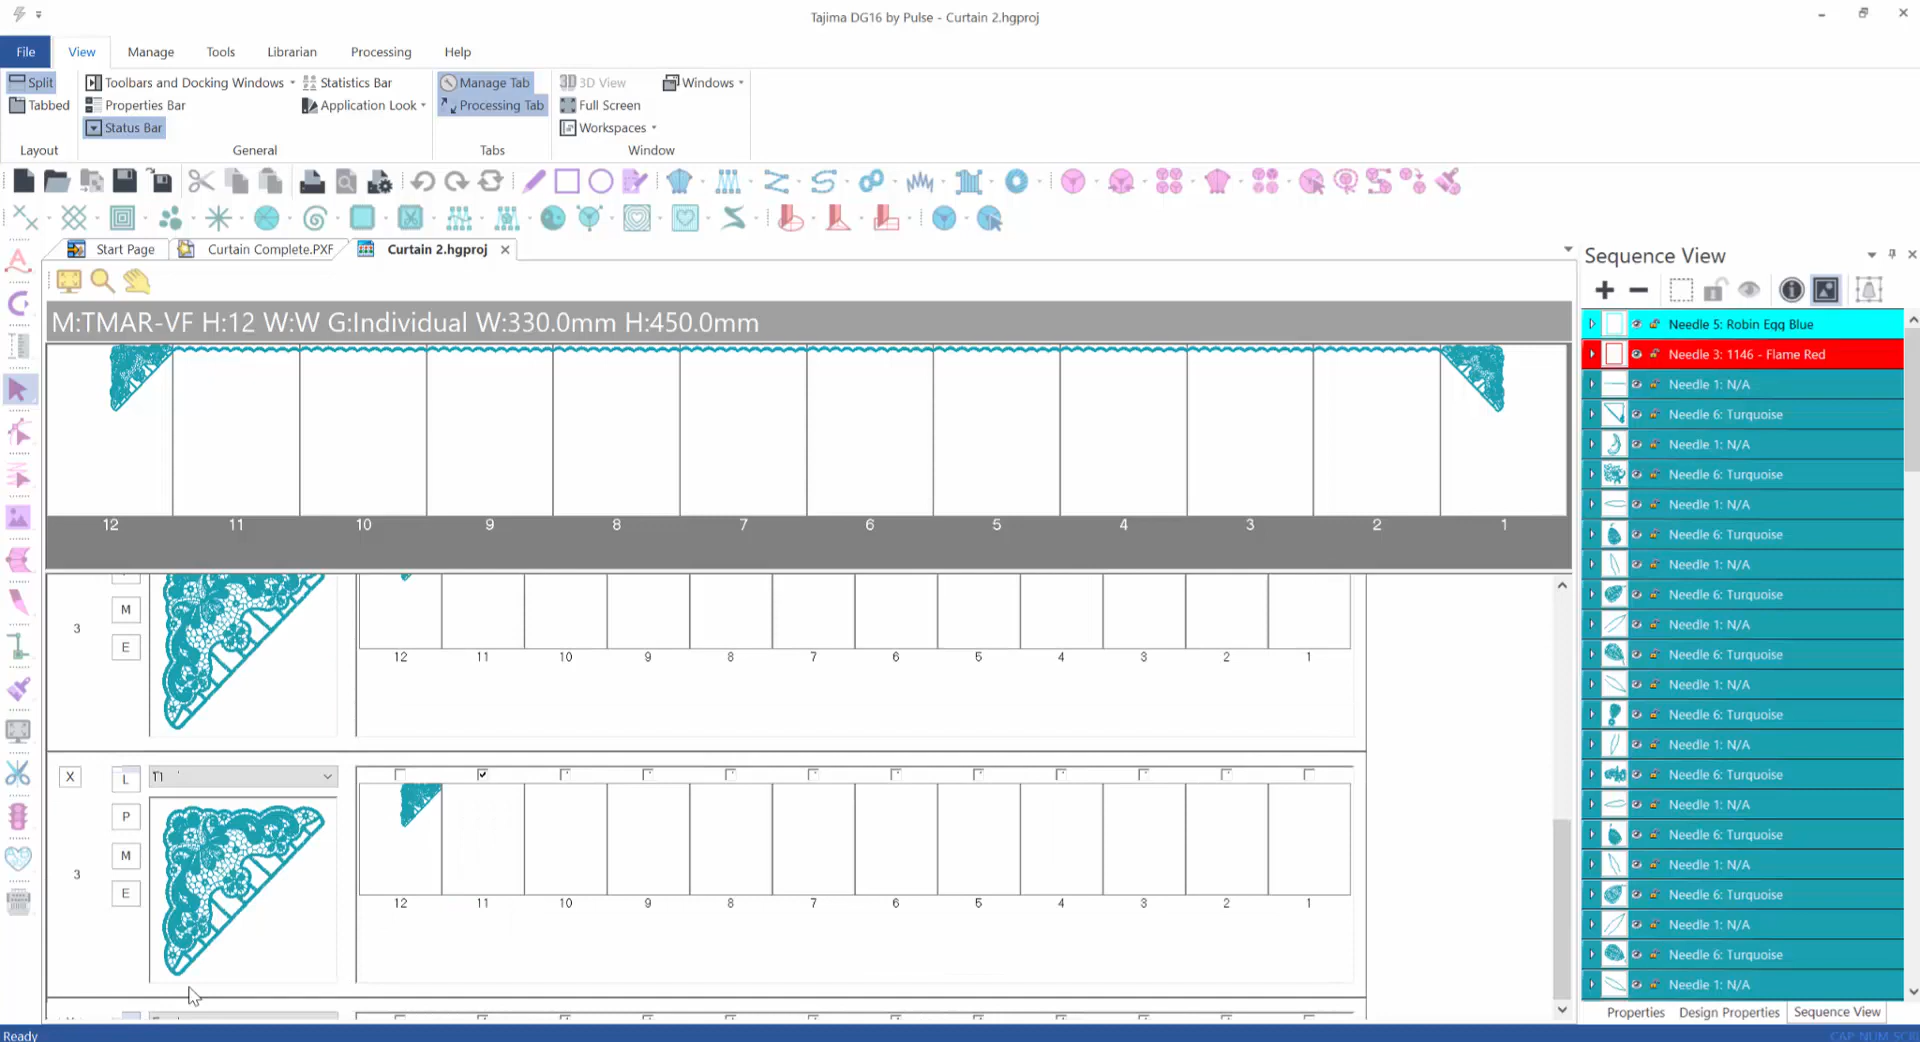 Tajima DG16 by Pulse - Curtain 2.hgproj
File View Manage Tools Librarian Processing Help
Split Toolbars and Docking Windows Statistics Bar Manage Tab 3D View Windows
Tabbed Properties Bar Application Look Processing Tab Full Screen
Status Bar Workspaces
Layout General Tabs Window
Start Page Curtain Complete.PXF Curtain 2.hgproj
Sequence View
M:TMAR-VF H:12 W:W G:Individual W:330.0mm H:450.0mm
12 11 10 9 8 7 6 5 4 3 2 1
M
3
E
12 11 10 9 8 7 6 5 4 3 2 1
X L
P
M
3
E
12 11 10 9 8 7 6 5 4 3 2 1
Needle 5: Robin Egg Blue
Needle 3: 1146 - Flame Red
Needle 1: N/A
Needle 6: Turquoise
Needle 1: N/A
Needle 6: Turquoise
Needle 1: N/A
Needle 6: Turquoise
Needle 1: N/A
Needle 6: Turquoise
Needle 1: N/A
Needle 6: Turquoise
Needle 1: N/A
Needle 6: Turquoise
Needle 1: N/A
Needle 6: Turquoise
Needle 1: N/A
Needle 6: Turquoise
Needle 1: N/A
Needle 6: Turquoise
Needle 1: N/A
Needle 6: Turquoise
Needle 1: N/A
Properties Design Properties Sequence View
Ready CAP NUM SCR